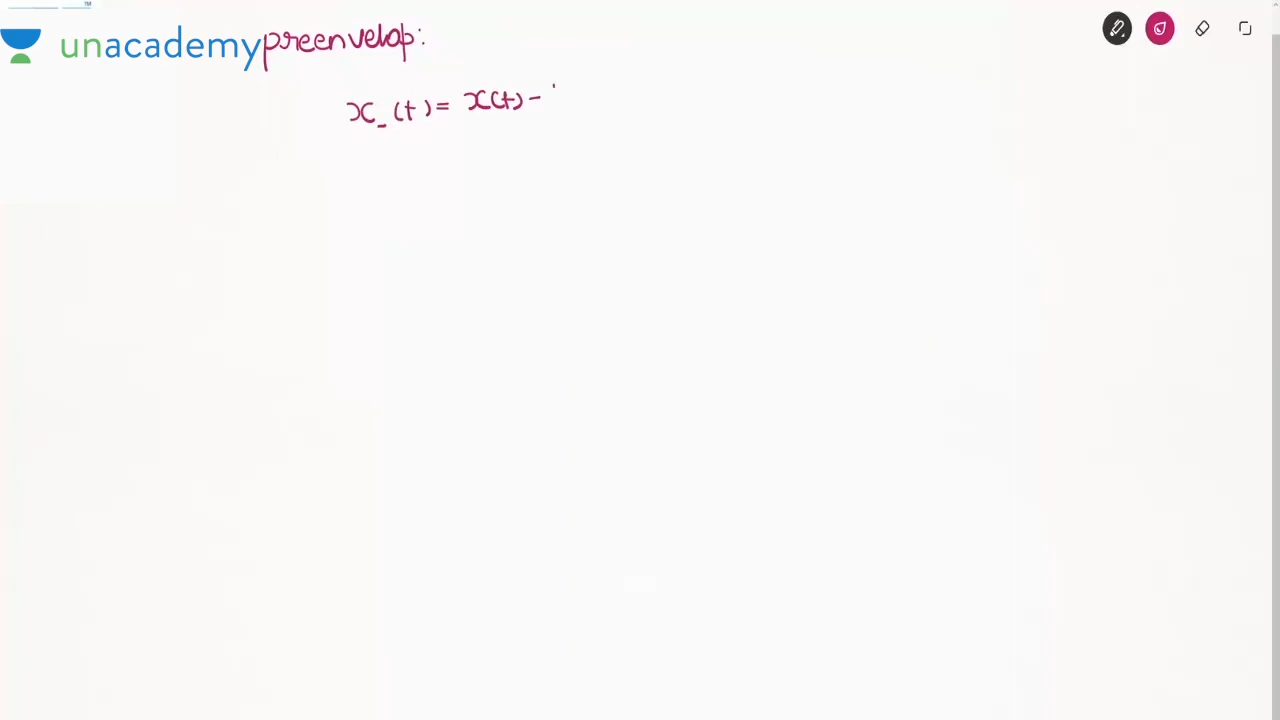 unacademy preenvelop:
x_(t) = x(t) -